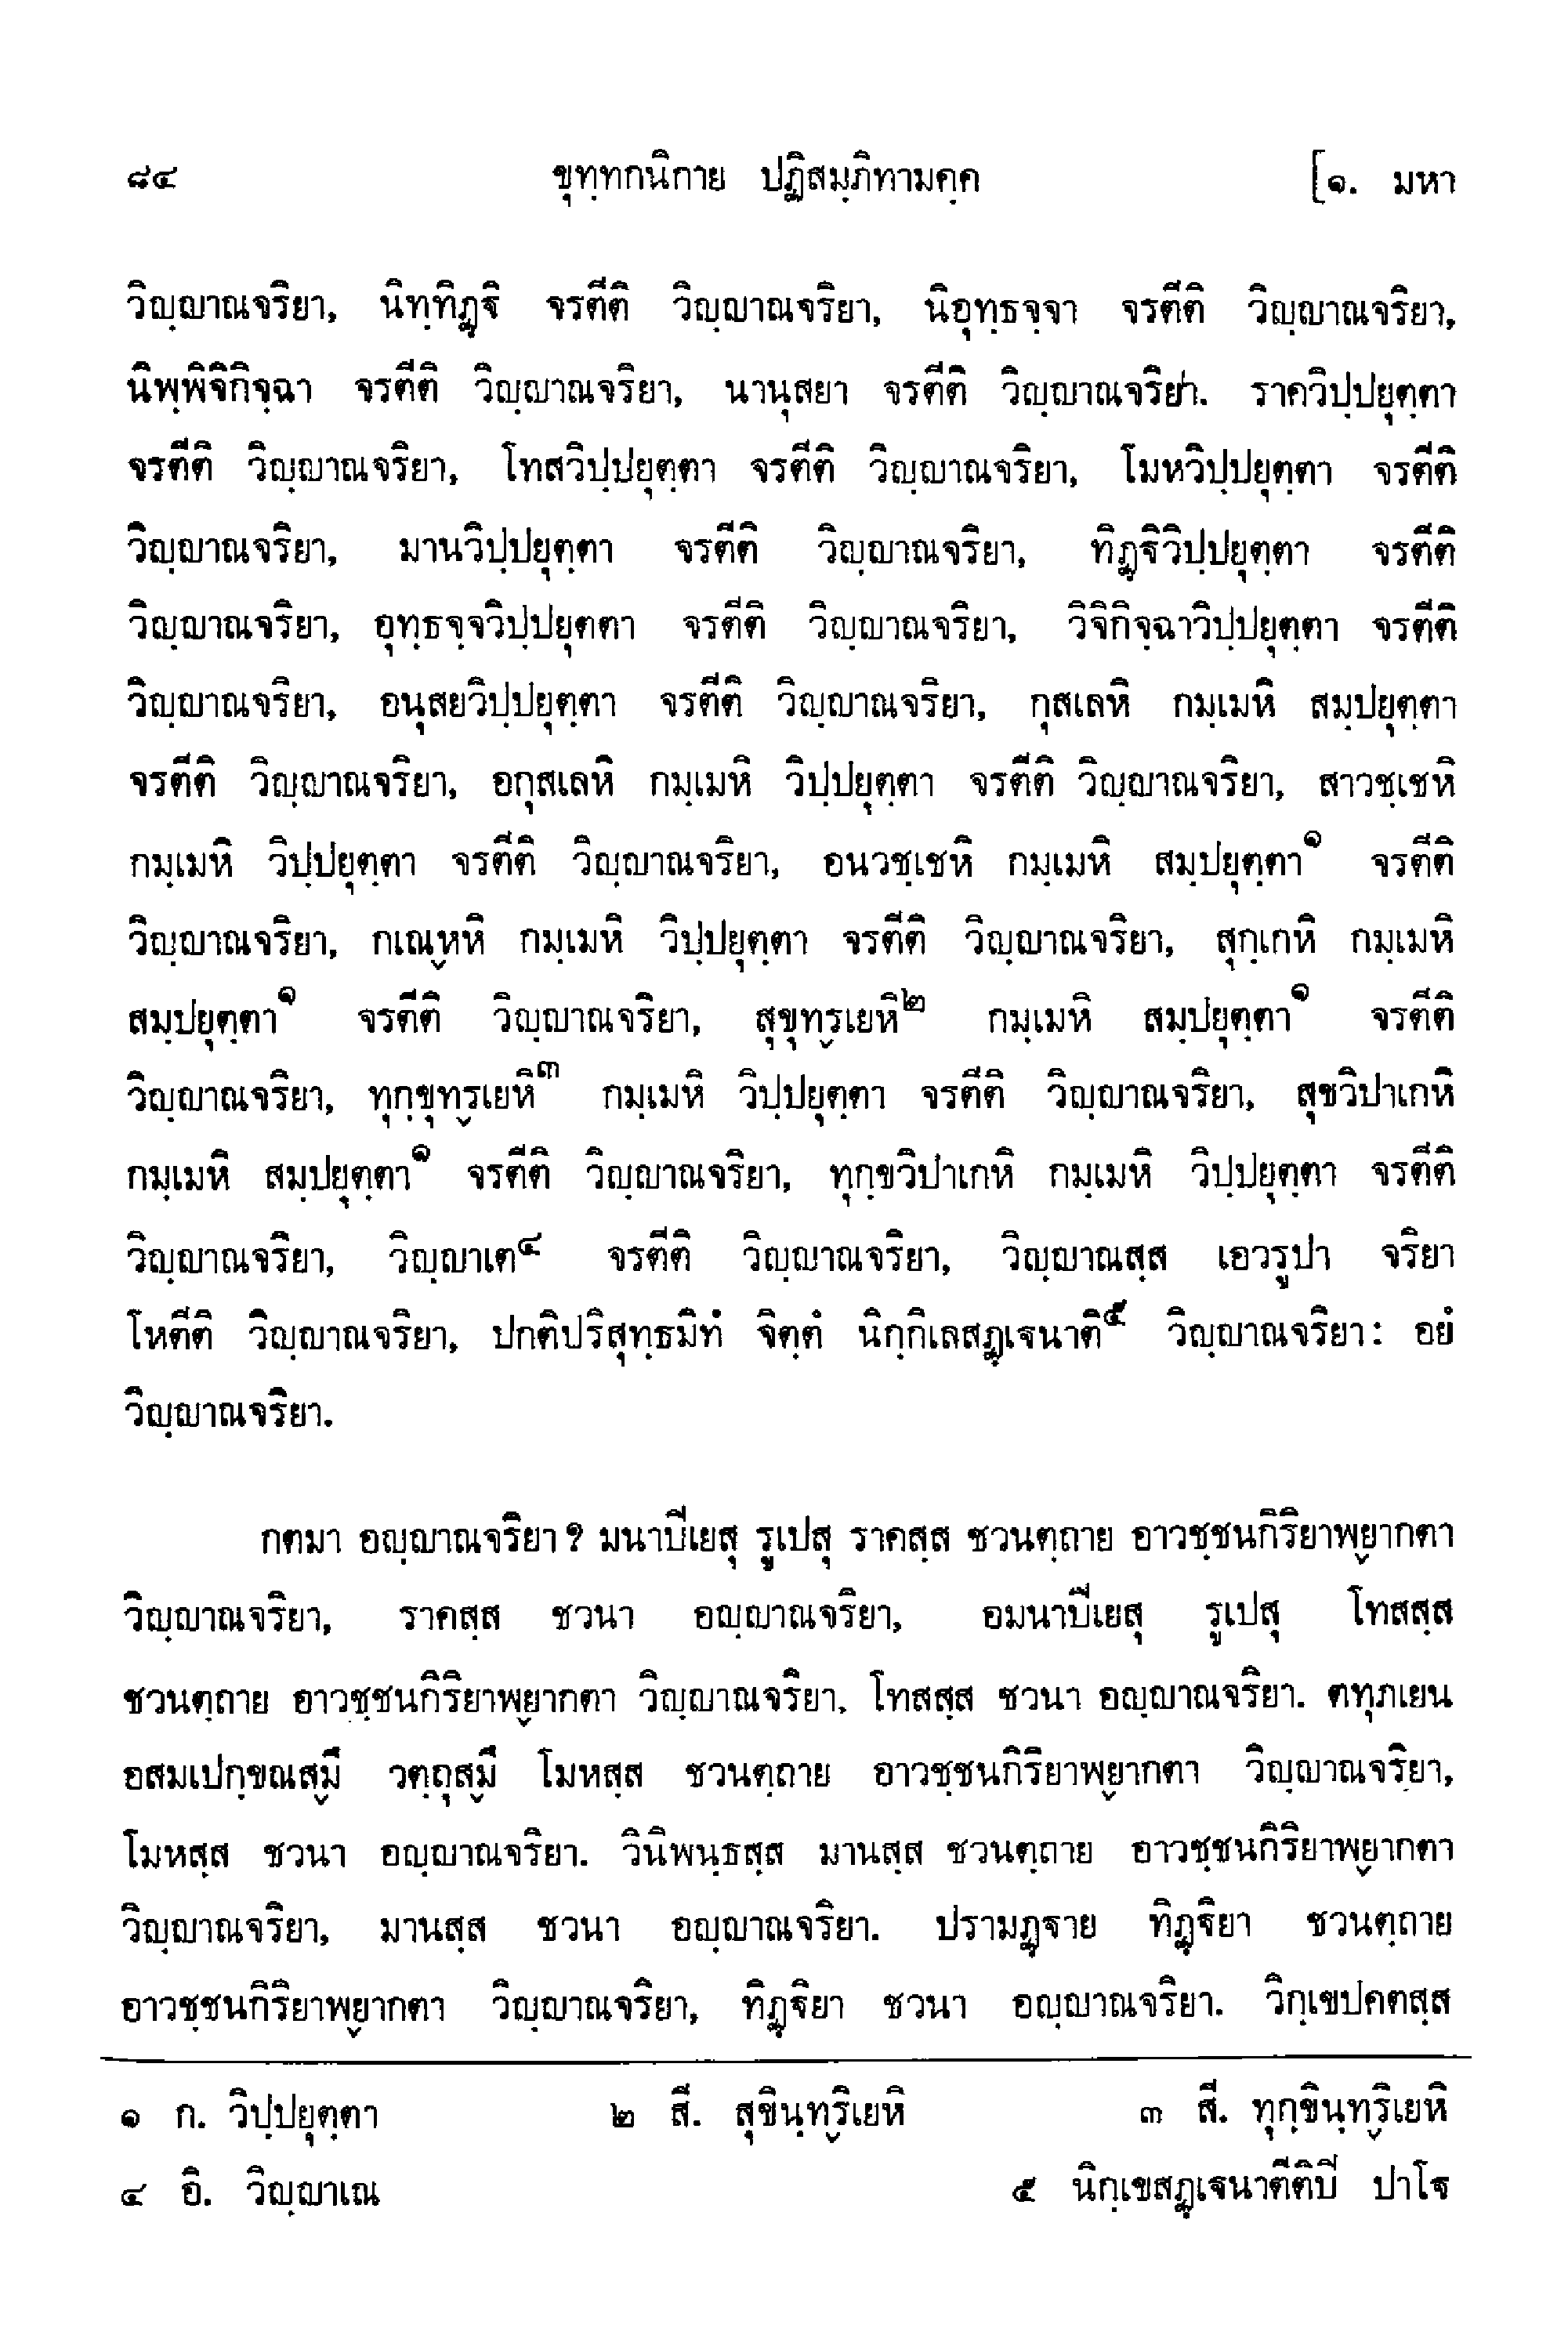 ๘๔ ขุทฺทกนิกาย ปฏิสมฺภิทามคฺค [๑. มหา
วิญฺญาณจริยา, นิทฺทิฏฺฐิ จรตีติ วิญฺญาณจริยา, นิอุทฺธจฺจา จรตีติ วิญฺญาณจริยา,
นิพฺพิจิกิจฺฉา จรตีติ วิญฺญาณจริยา, นานุสยา จรตีติ วิญฺญาณจริยา. ราควิปฺปยุตฺตา
จรตีติ วิญฺญาณจริยา, โทสวิปฺปยุตฺตา จรตีติ วิญฺญาณจริยา, โมหวิปฺปยุตฺตา จรตีติ
วิญฺญาณจริยา, มานวิปฺปยุตฺตา จรตีติ วิญฺญาณจริยา, ทิฏฺฐิวิปฺปยุตฺตา จรตีติ
วิญฺญาณจริยา, อุทฺธจฺจวิปฺปยุตฺตา จรตีติ วิญฺญาณจริยา, วิจิกิจฺฉาวิปฺปยุตฺตา จรตีติ
วิญฺญาณจริยา, อนุสยวิปฺปยุตฺตา จรตีติ วิญฺญาณจริยา, กุสเลหิ กมฺเมหิ สมฺปยุตฺตา
จรตีติ วิญฺญาณจริยา, อกุสเลหิ กมฺเมหิ วิปฺปยุตฺตา จรตีติ วิญฺญาณจริยา, สาวชฺเชหิ
กมฺเมหิ วิปฺปยุตฺตา จรตีติ วิญฺญาณจริยา, อนวชฺเชหิ กมฺเมหิ สมฺปยุตฺตา๑ จรตีติ
วิญฺญาณจริยา, กเณฺหหิ กมฺเมหิ วิปฺปยุตฺตา จรตีติ วิญฺญาณจริยา, สุกฺเกหิ กมฺเมหิ
สมฺปยุตฺตา๑ จรตีติ วิญฺญาณจริยา, สุขุทฺรเยหิ๒ กมฺเมหิ สมฺปยุตฺตา๑ จรตีติ
วิญฺญาณจริยา, ทุกฺขุทฺรเยหิ๓ กมฺเมหิ วิปฺปยุตฺตา จรตีติ วิญฺญาณจริยา, สุขวิปาเกหิ
กมฺเมหิ สมฺปยุตฺตา๑ จรตีติ วิญฺญาณจริยา, ทุกฺขวิปาเกหิ กมฺเมหิ วิปฺปยุตฺตา จรตีติ
วิญฺญาณจริยา, วิญฺญาเต๔ จรตีติ วิญฺญาณจริยา, วิญฺญาณสฺส เอวรูปา จริยา
โหตีติ วิญฺญาณจริยา, ปกติปริสุทฺธมิทํ จิตฺตํ นิกฺกิเลสฏฺเฐนาติ๕ วิญฺญาณจริยา: อยํ
วิญฺญาณจริยา.
กตมา อญฺญาณจริยา ? มนาปีเยสุ รูเปสุ ราคสฺส ชวนตฺถาย อาวชฺชนกิริยาพฺยากตา
วิญฺญาณจริยา, ราคสฺส ชวนา อญฺญาณจริยา, อมนาปีเยสุ รูเปสุ โทสสฺส
ชวนตฺถาย อาวชฺชนกิริยาพฺยากตา วิญฺญาณจริยา, โทสสฺส ชวนา อญฺญาณจริยา. ตทุภเยน
อสมเปกฺขณสฺมึ วตฺถุสฺมึ โมหสฺส ชวนตฺถาย อาวชฺชนกิริยาพฺยากตา วิญฺญาณจริยา,
โมหสฺส ชวนา อญฺญาณจริยา. วินิพนฺธสฺส มานสฺส ชวนตฺถาย อาวชฺชนกิริยาพฺยากตา
วิญฺญาณจริยา, มานสฺส ชวนา อญฺญาณจริยา. ปรามฏฺฐาย ทิฏฺฐิยา ชวนตฺถาย
อาวชฺชนกิริยาพฺยากตา วิญฺญาณจริยา, ทิฏฺฐิยา ชวนา อญฺญาณจริยา. วิกฺเขปคตสฺส
๑ ก. วิปฺปยุตฺตา ๒ สี. สุขินฺทฺริเยหิ ๓ สี. ทุกฺขินฺทฺริเยหิ
๔ อิ. วิญฺญาเณ ๕ นิกฺเขสฏฺเฐนาตีติปี ปาโฐ